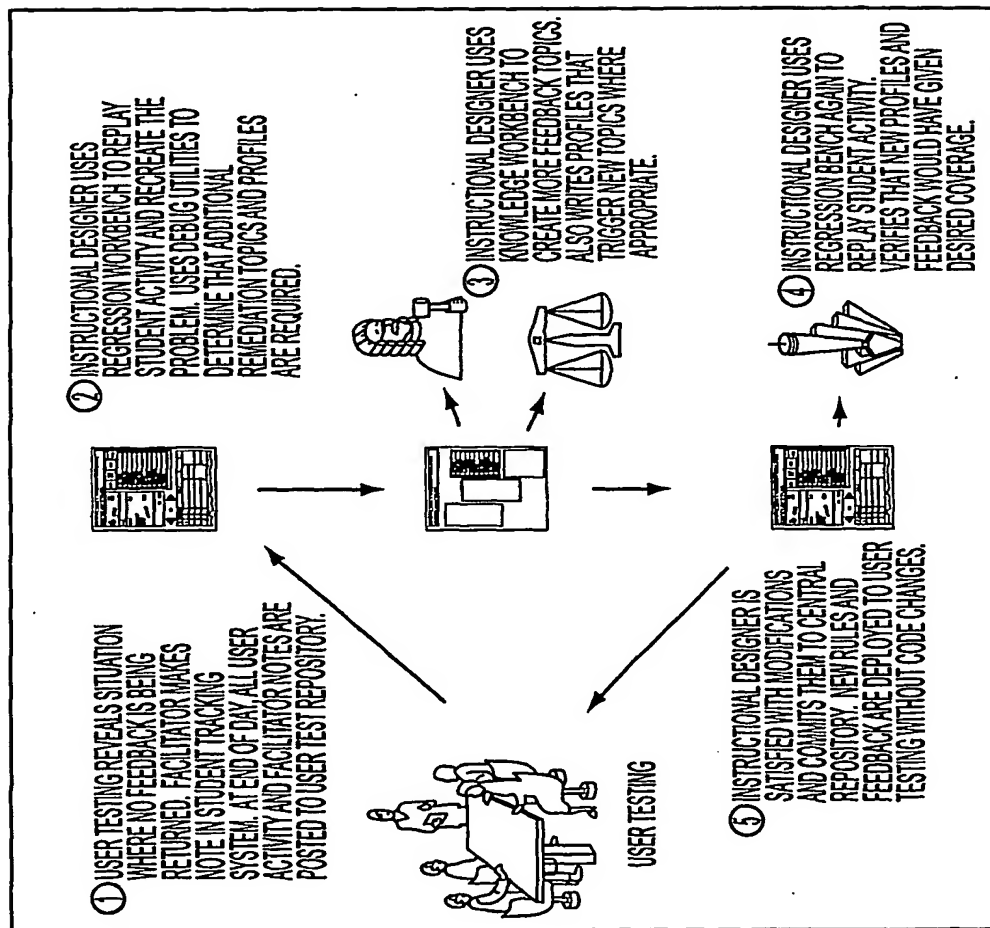 ① USER TESTING REVEALS SITUATION
WHERE NO FEEDBACK IS BEING
RETURNED. FACILITATOR MAKES
NOTE IN STUDENT TRACKING
SYSTEM. AT END OF DAY, ALL USER
ACTIVITY AND FACILITATOR NOTES ARE
POSTED TO USER TEST REPOSITORY.
② INSTRUCTIONAL DESIGNER USES
REGRESSION WORKBENCH TO REPLAY
STUDENT ACTIVITY AND RECREATE THE
PROBLEM. USES DEBUG UTILITIES TO
DETERMINE THAT ADDITIONAL
REMEDIATION TOPICS AND PROFILES
ARE REQUIRED.
③ INSTRUCTIONAL DESIGNER USES
KNOWLEDGE WORKBENCH TO
CREATE MORE FEEDBACK TOPICS.
ALSO WRITES PROFILES THAT
TRIGGER NEW TOPICS WHERE
APPROPRIATE.
④ INSTRUCTIONAL DESIGNER USES
REGRESSION BENCH AGAIN TO
REPLAY STUDENT ACTIVITY.
VERIFIES THAT NEW PROFILES AND
FEEDBACK WOULD HAVE GIVEN
DESIRED COVERAGE.
⑤ INSTRUCTIONAL DESIGNER IS
SATISFIED WITH MODIFICATIONS
AND COMMITS THEM TO CENTRAL
REPOSITORY. NEW RULES AND
FEEDBACK ARE DEPLOYED TO USER
TESTING WITHOUT CODE CHANGES.
USER TESTING